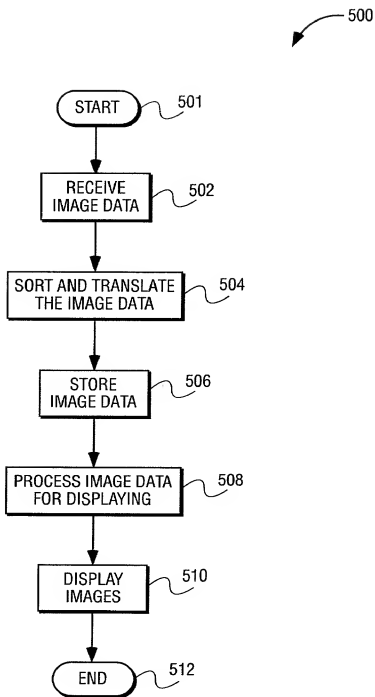 500
START
501
RECEIVE
IMAGE DATA
502
SORT AND TRANSLATE
THE IMAGE DATA
504
STORE
IMAGE DATA
506
PROCESS IMAGE DATA
FOR DISPLAYING
508
DISPLAY
IMAGES
510
END
512